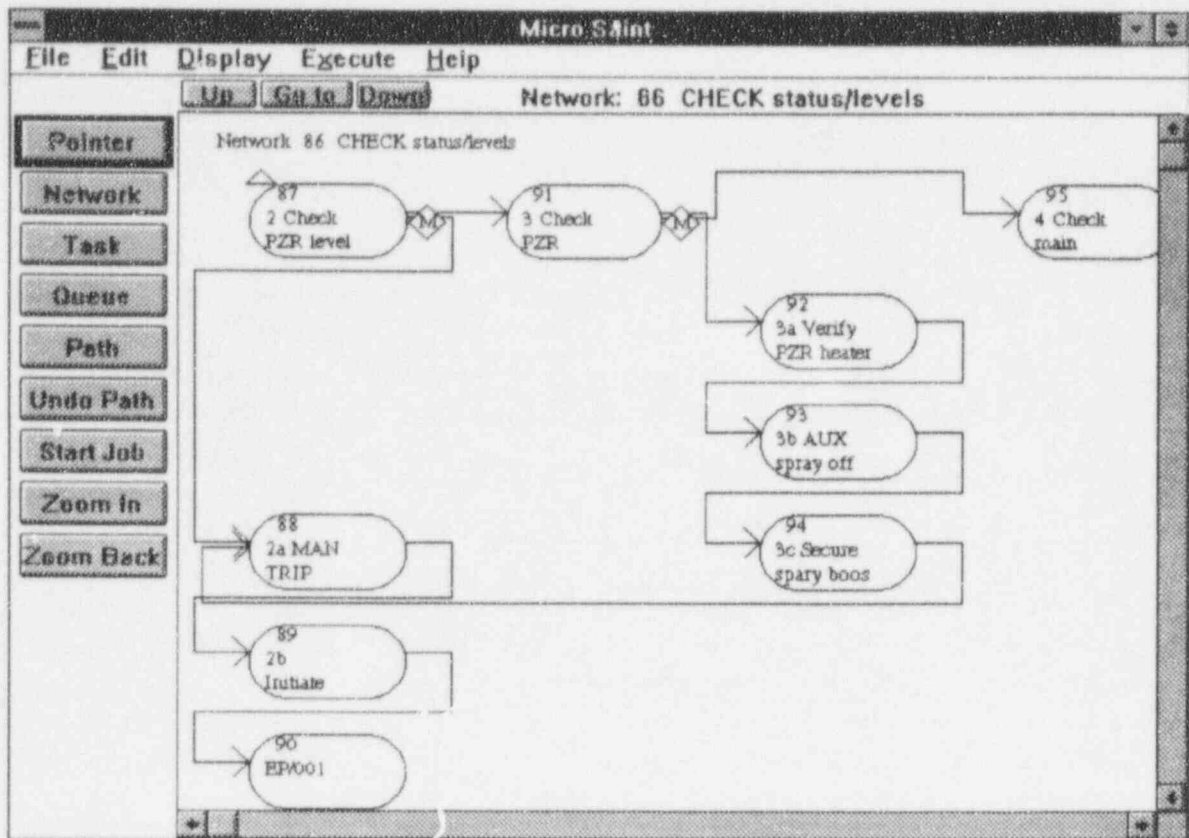 Micro Saint
File Edit Display Execute Help
Up Go to Down Network: 66 CHECK status/levels
Pointer
Network
Task
Queue
Path
Undo Path
Start Job
Zoom In
Zoom Back
Network 86 CHECK status/levels
87
2 Check
PZR level
M
91
3 Check
PZR
M
95
4 Check
main
92
3a Verify
PZR heater
93
3b AUX
spray off
94
3c Secure
spary boos
88
2a MAN
TRIP
89
2b
Initiate
90
EP/001